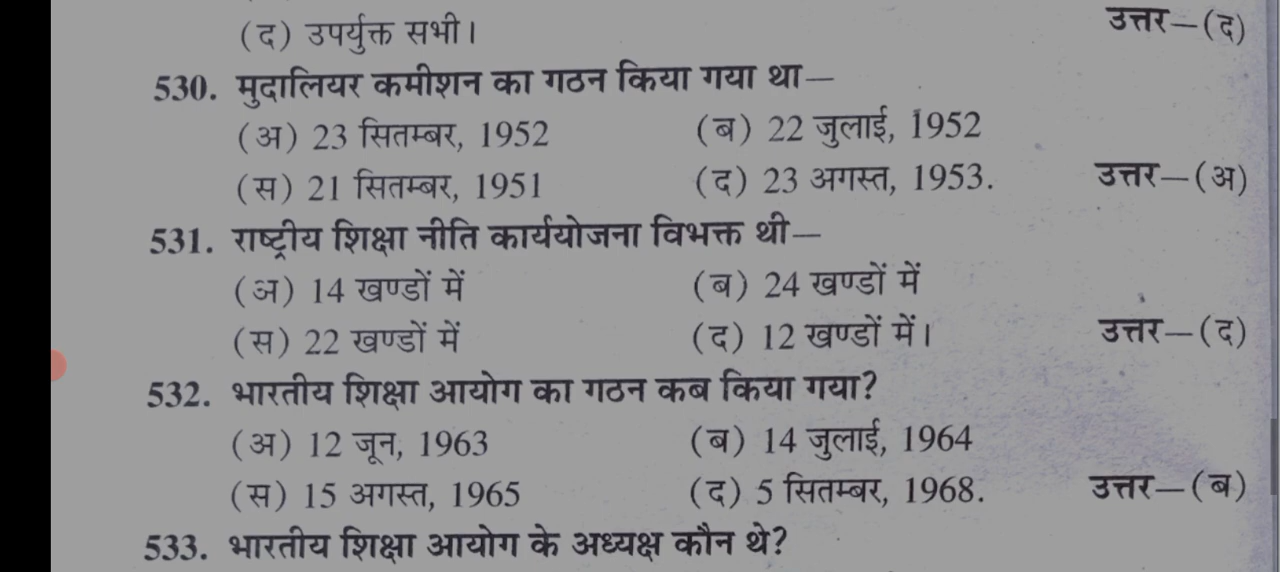 (द) उपर्युक्त सभी। उत्तर—(द)
530. मुदालियर कमीशन का गठन किया गया था—
(अ) 23 सितम्बर, 1952 (ब) 22 जुलाई, 1952
(स) 21 सितम्बर, 1951 (द) 23 अगस्त, 1953. उत्तर—(अ)
531. राष्ट्रीय शिक्षा नीति कार्ययोजना विभक्त थी—
(अ) 14 खण्डों में (ब) 24 खण्डों में
(स) 22 खण्डों में (द) 12 खण्डों में। उत्तर—(द)
532. भारतीय शिक्षा आयोग का गठन कब किया गया?
(अ) 12 जून, 1963 (ब) 14 जुलाई, 1964
(स) 15 अगस्त, 1965 (द) 5 सितम्बर, 1968. उत्तर—(ब)
533. भारतीय शिक्षा आयोग के अध्यक्ष कौन थे?